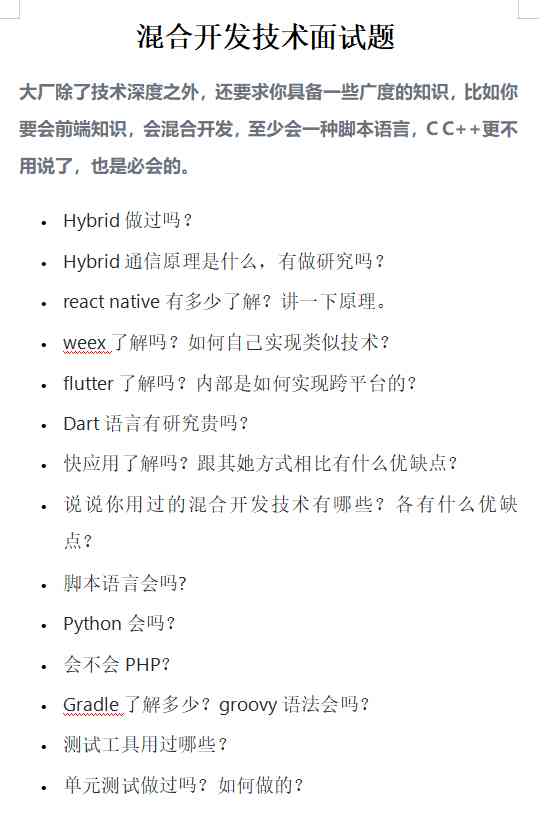 混合开发技术面试题
大厂除了技术深度之外，还要求你具备一些广度的知识，比如你
要会前端知识，会混合开发，至少会一种脚本语言，C C++更不
用说了，也是必会的。
• Hybrid 做过吗？
• Hybrid 通信原理是什么，有做研究吗？
• react native 有多少了解？讲一下原理。
• weex 了解吗？如何自己实现类似技术？
• flutter 了解吗？内部是如何实现跨平台的？
• Dart 语言有研究贵吗？
• 快应用了解吗？跟其她方式相比有什么优缺点？
• 说说你用过的混合开发技术有哪些？各有什么优缺
点？
• 脚本语言会吗?
• Python 会吗？
• 会不会 PHP？
• Gradle 了解多少？groovy 语法会吗？
• 测试工具用过哪些？
• 单元测试做过吗？如何做的？